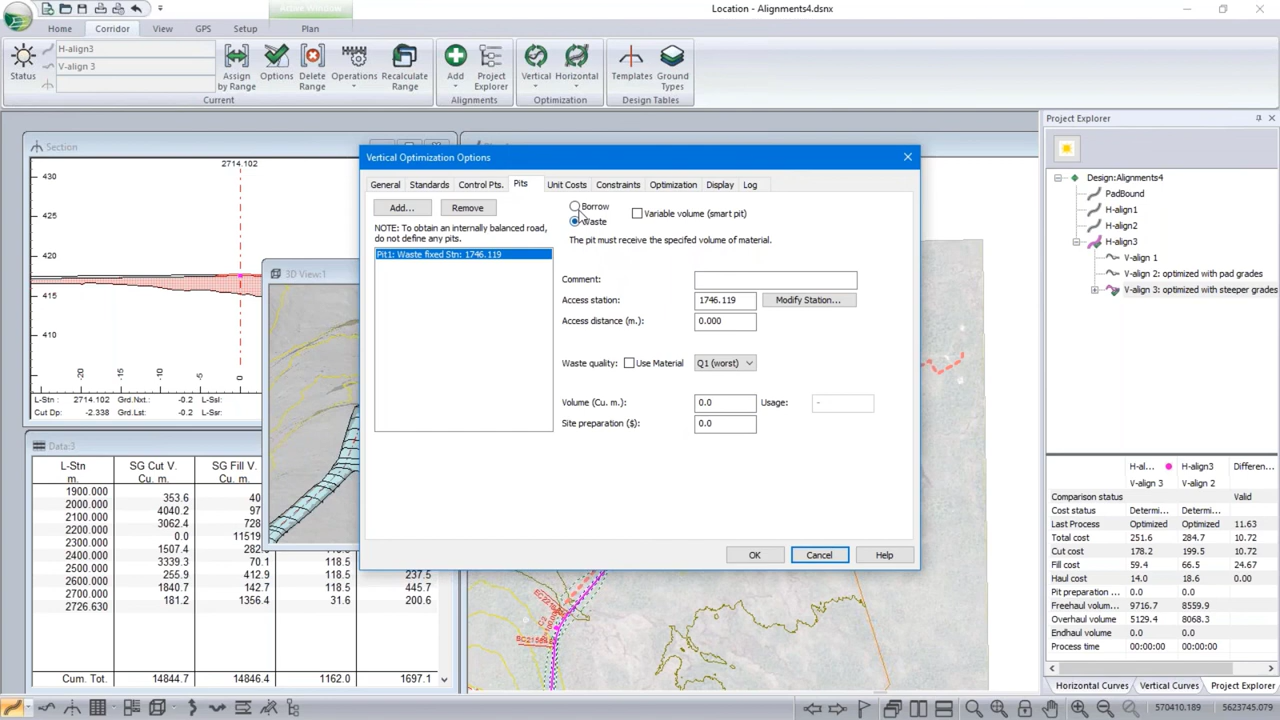 Location - Alignments4.dsnx
Home
Corridor
View
GPS
Setup
Plan
Status
H-align3
V-align 3
Assign by Range
Options
Delete Range
Operations
Recalculate Range
Current
Add
Project Explorer
Alignments
Vertical
Horizontal
Optimization
Templates
Ground Types
Design Tables
Section
2714.102
430
425
420
415
410
-20
-15
-10
-5
0
L-Stn : 2714.102 Grd.Nxt.: -0.2 L-Ssl:
Cut Dp: -2.338 Grd.Lst: -0.2 L-Ssr:
3D View:1
Data:3
L-Stn SG Cut V. SG Fill V.
m. Cu. m. Cu. m.
1900.000 353.6 40
2000.000 4040.2 97
2100.000 3062.4 728
2200.000 0.0 11519
2300.000 1507.4 282
2400.000 3339.3 70.1 118.5
2500.000 255.9 412.9 118.5 237.5
2600.000 1840.7 142.7 118.5 445.7
2700.000 181.2 1356.4 31.6 200.6
2726.630
Cum. Tot. 14844.7 14846.4 1162.0 1697.1
Vertical Optimization Options
General
Standards
Control Pts.
Pits
Unit Costs
Constraints
Optimization
Display
Log
Add...
Remove
NOTE: To obtain an internally balanced road,
do not define any pits.
Pit1: Waste fixed Stn: 1746.119
Borrow
Waste
Variable volume (smart pit)
The pit must receive the specifed volume of material.
Comment:
Access station: 1746.119 Modify Station...
Access distance (m.): 0.000
Waste quality: Use Material Q1 (worst)
Volume (Cu. m.): 0.0 Usage: -
Site preparation ($): 0.0
OK
Cancel
Help
Project Explorer
Design:Alignments4
PadBound
H-align1
H-align2
H-align3
V-align 1
V-align 2: optimized with pad grades
V-align 3: optimized with steeper grades
H-al... H-align3 Differen...
V-align 3 V-align 2
Comparison status Valid
Cost status Determi... Determi...
Last Process Optimized Optimized 11.63
Total cost 251.6 284.7 10.72
Cut cost 178.2 199.5 10.72
Fill cost 59.4 66.5 24.67
Haul cost 14.0 18.6 0.00
Pit preparation ... 0.0 0.0
Freehaul volum... 9716.7 8559.9
Overhaul volume 5129.4 8068.3
Endhaul volume 0.0 0.0
Process time 00:00:00 00:00:00
Horizontal Curves
Vertical Curves
Project Explorer
570410.189 5623745.079